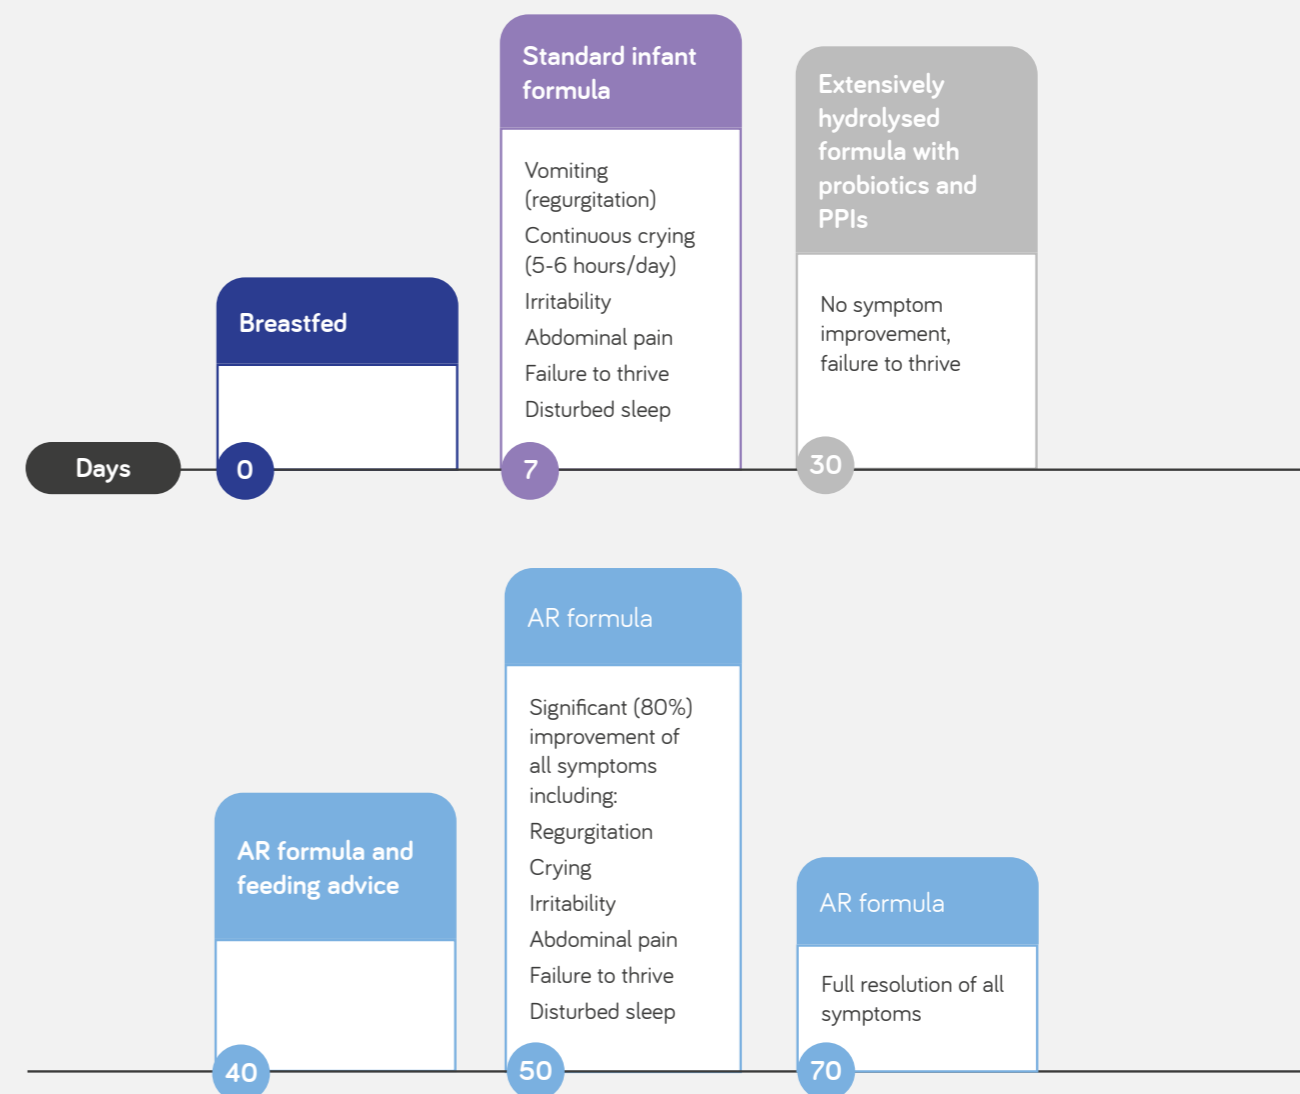 Days
0
Breastfed
7
Standard infant
formula
Vomiting
(regurgitation)
Continuous crying
(5-6 hours/day)
Irritability
Abdominal pain
Failure to thrive
Disturbed sleep
30
Extensively
hydrolysed
formula with
probiotics and
PPIs
No symptom
improvement,
failure to thrive
40
AR formula and
feeding advice
50
AR formula
Significant (80%)
improvement of
all symptoms
including:
Regurgitation
Crying
Irritability
Abdominal pain
Failure to thrive
Disturbed sleep
70
AR formula
Full resolution of all
symptoms